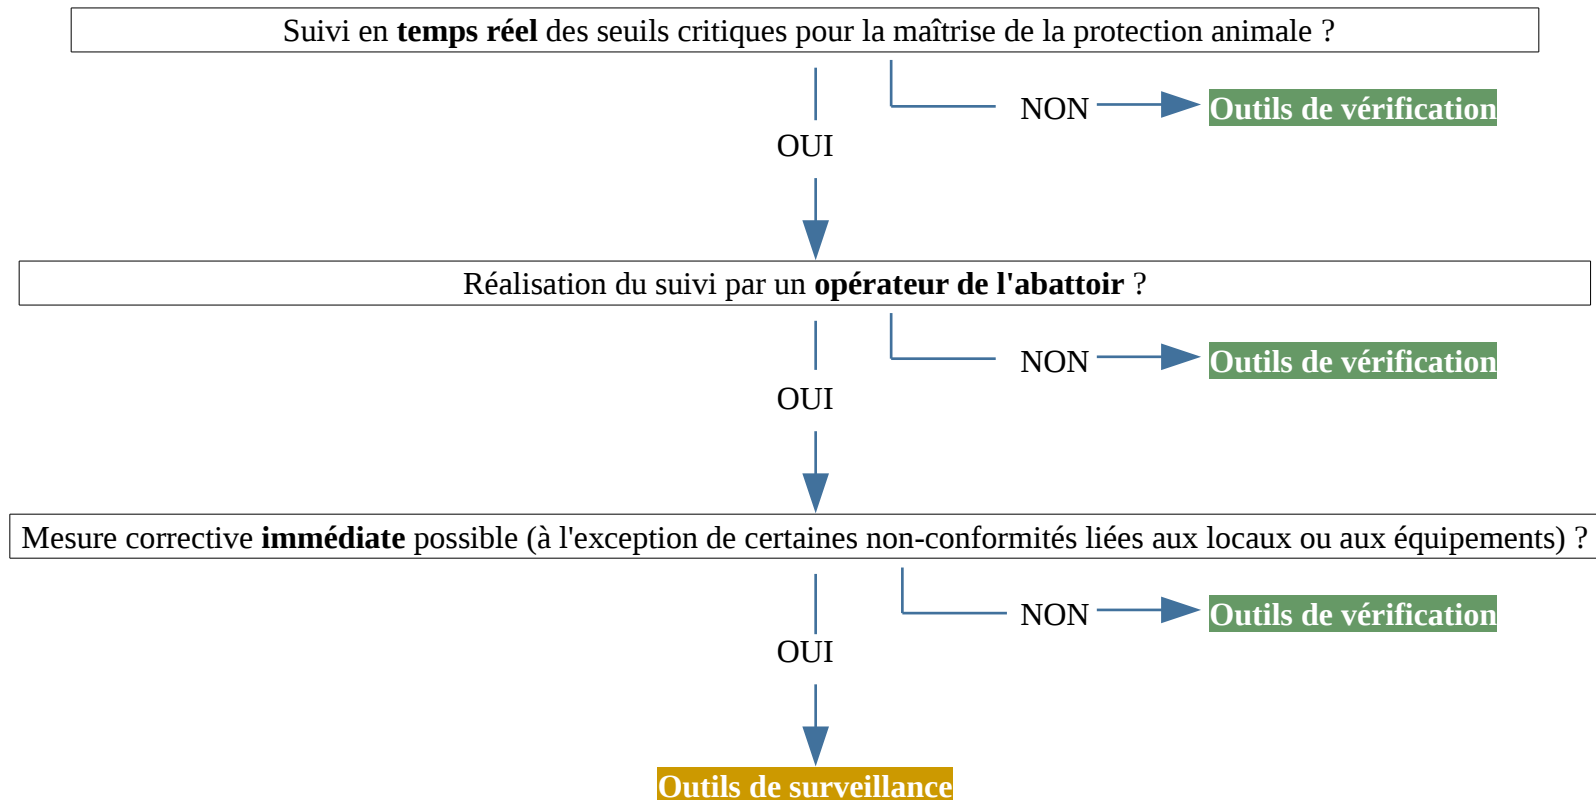 Suivi en temps réel des seuils critiques pour la maîtrise de la protection animale ?
NON
Outils de vérification
OUI
Réalisation du suivi par un opérateur de l'abattoir ?
NON
Outils de vérification
OUI
Mesure corrective immédiate possible (à l'exception de certaines non-conformités liées aux locaux ou aux équipements) ?
NON
Outils de vérification
OUI
Outils de surveillance